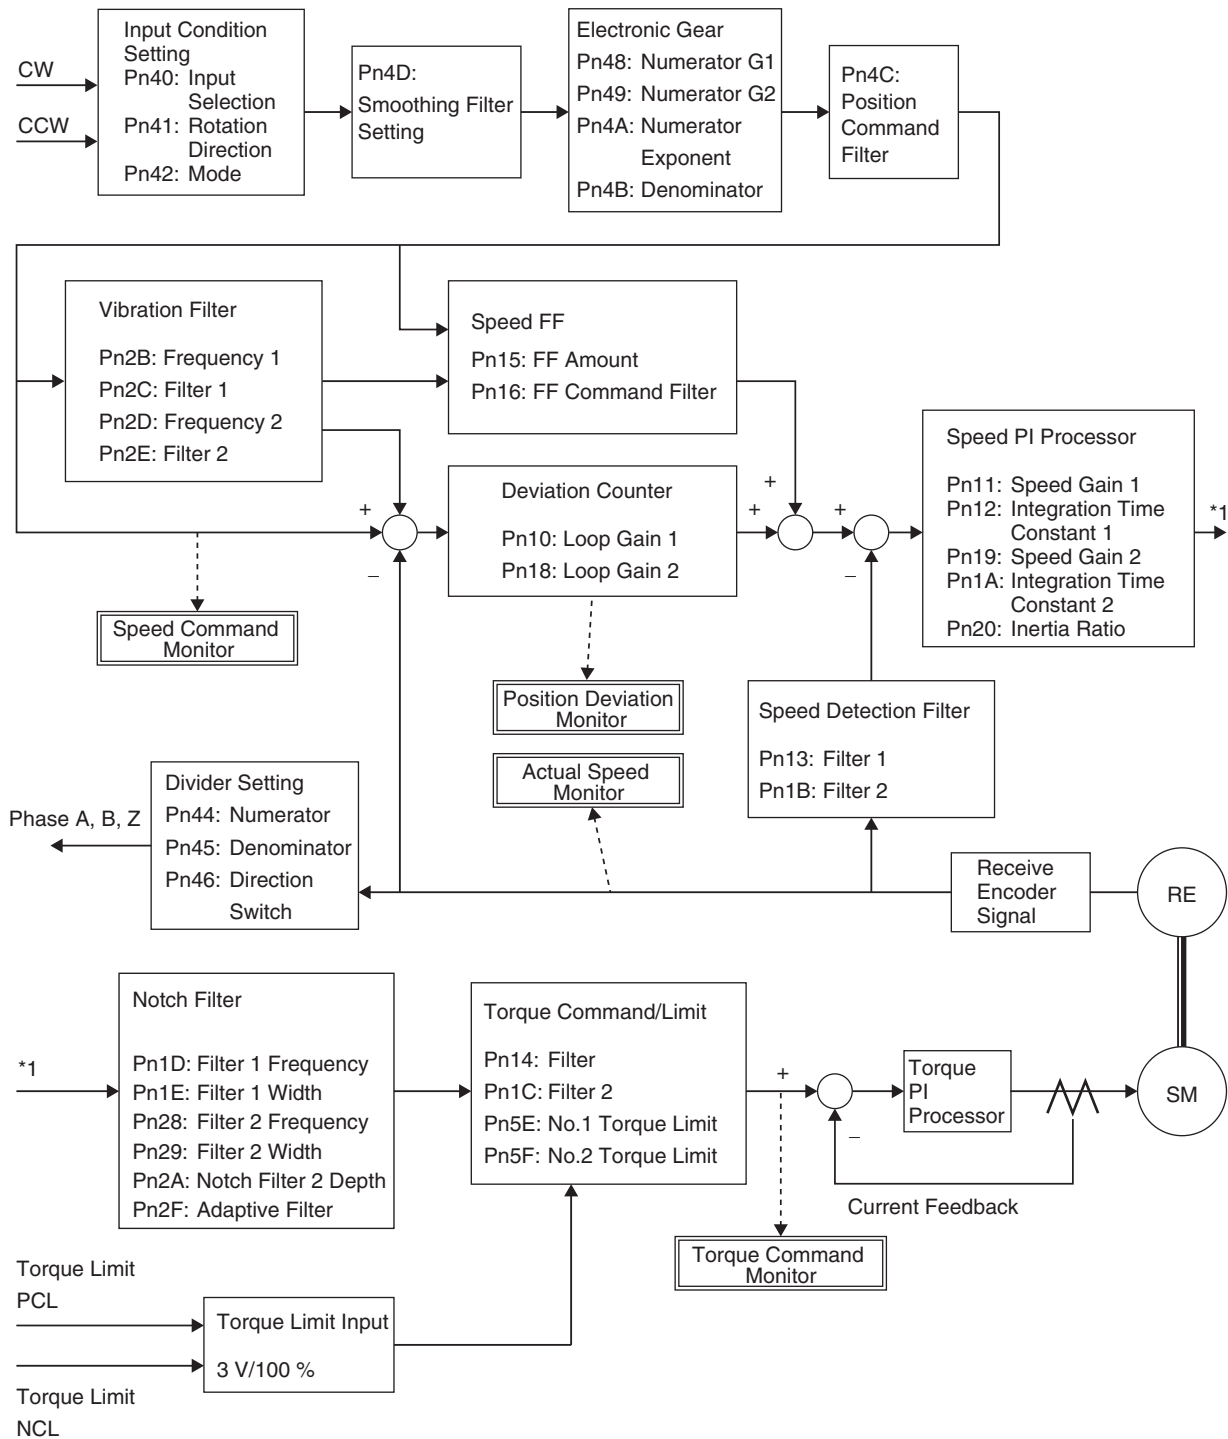 Input Condition
Setting
Pn40: Input
Selection
Pn41: Rotation
Direction
Pn42: Mode
CW
CCW
Pn4D:
Smoothing Filter
Setting
Electronic Gear
Pn48: Numerator G1
Pn49: Numerator G2
Pn4A: Numerator
Exponent
Pn4B: Denominator
Pn4C:
Position
Command
Filter
Vibration Filter
Pn2B: Frequency 1
Pn2C: Filter 1
Pn2D: Frequency 2
Pn2E: Filter 2
Speed FF
Pn15: FF Amount
Pn16: FF Command Filter
Deviation Counter
Pn10: Loop Gain 1
Pn18: Loop Gain 2
+
−
+
+
+
−
Speed PI Processor
Pn11: Speed Gain 1
Pn12: Integration Time
Constant 1
Pn19: Speed Gain 2
Pn1A: Integration Time
Constant 2
Pn20: Inertia Ratio
*1
Speed Command
Monitor
Position Deviation
Monitor
Actual Speed
Monitor
Speed Detection Filter
Pn13: Filter 1
Pn1B: Filter 2
Divider Setting
Pn44: Numerator
Pn45: Denominator
Pn46: Direction
Switch
Phase A, B, Z
Receive
Encoder
Signal
RE
*1
Notch Filter
Pn1D: Filter 1 Frequency
Pn1E: Filter 1 Width
Pn28: Filter 2 Frequency
Pn29: Filter 2 Width
Pn2A: Notch Filter 2 Depth
Pn2F: Adaptive Filter
Torque Command/Limit
Pn14: Filter
Pn1C: Filter 2
Pn5E: No.1 Torque Limit
Pn5F: No.2 Torque Limit
+
−
Torque
PI
Processor
SM
Current Feedback
Torque Command
Monitor
Torque Limit
PCL
Torque Limit Input
3 V/100 %
Torque Limit
NCL